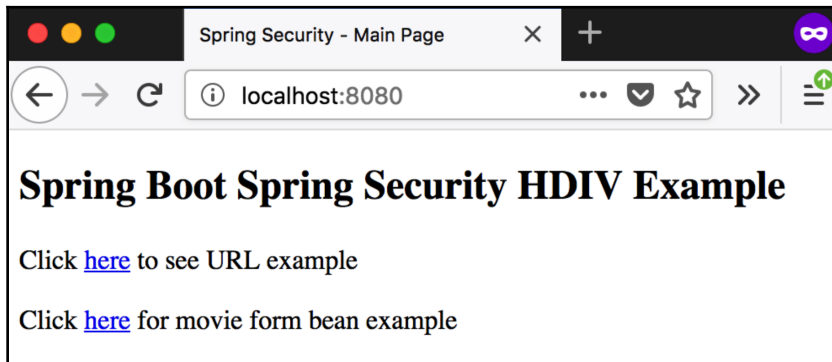 Spring Security - Main Page
localhost:8080
Spring Boot Spring Security HDIV Example
Click here to see URL example
Click here for movie form bean example